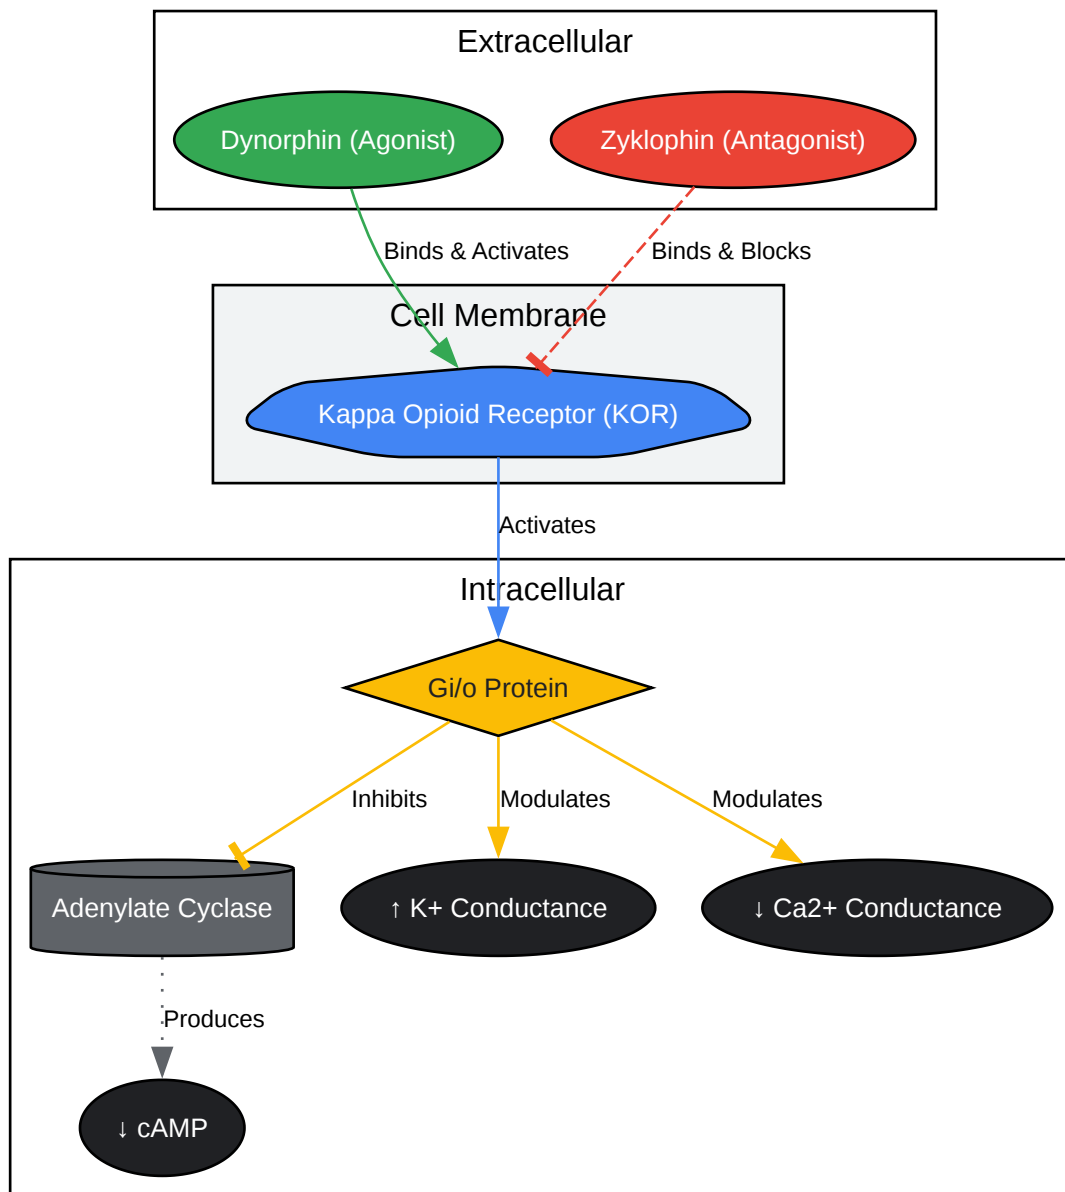 Extracellular
Dynorphin (Agonist)
Zyklophin (Antagonist)
Binds & Activates
Binds & Blocks
Cell Membrane
Kappa Opioid Receptor (KOR)
Activates
Intracellular
Gi/o Protein
Inhibits
Modulates
Modulates
Adenylate Cyclase
↑ K+ Conductance
↓ Ca2+ Conductance
Produces
↓ cAMP